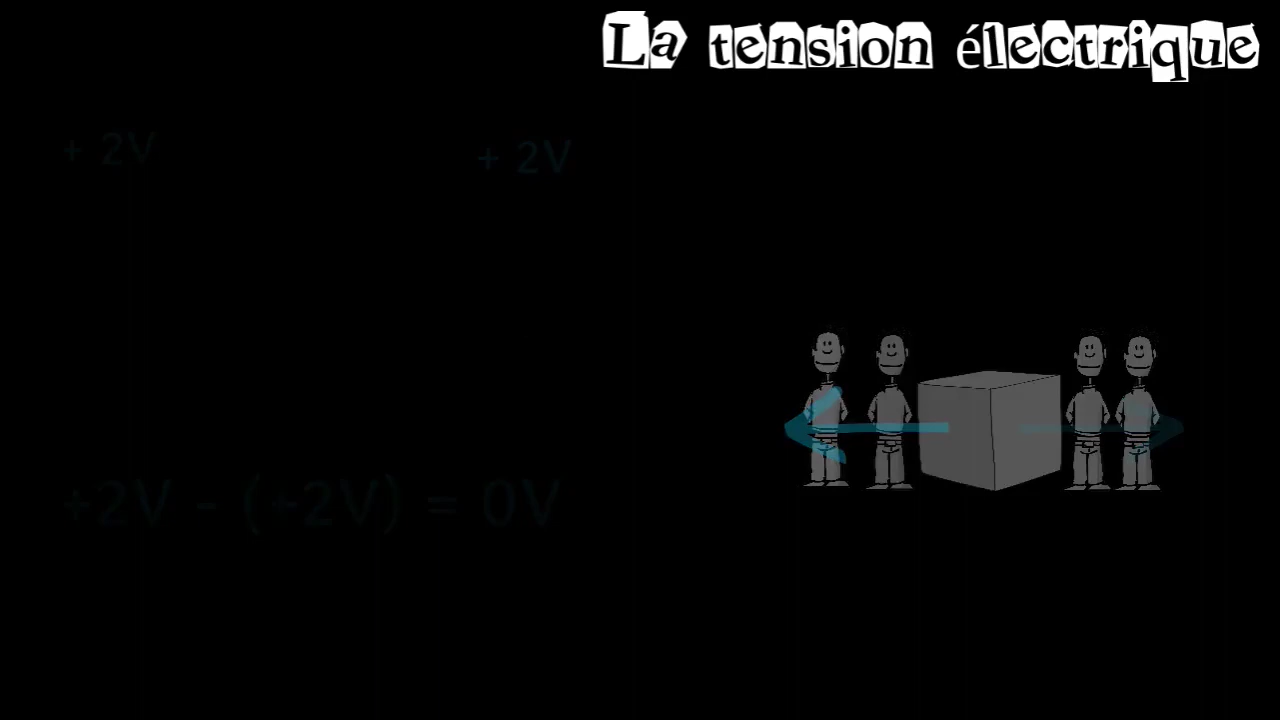 La tension électrique
+ 2V
+ 2V
+2V - (+2V) = 0V